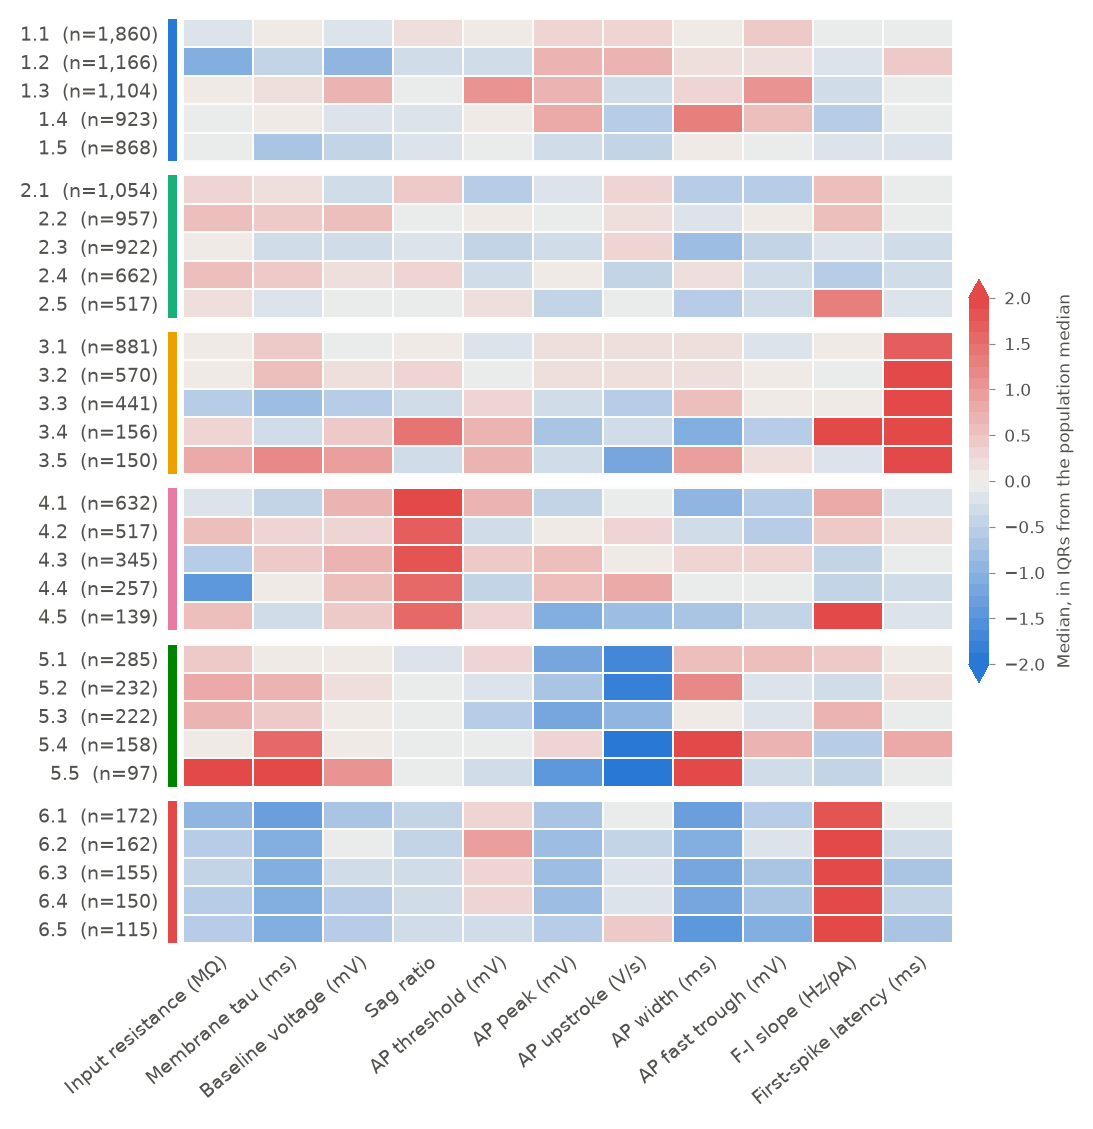 1.1 (n=1,860)
1.2 (n=1,166)
1.3 (n=1,104)
1.4 (n=923)
1.5 (n=868)
2.1 (n=1,054)
2.2 (n=957)
2.3 (n=922)
2.4 (n=662)
2.5 (n=517)
3.1 (n=881)
3.2 (n=570)
3.3 (n=441)
3.4 (n=156)
3.5 (n=150)
4.1 (n=632)
4.2 (n=517)
4.3 (n=345)
4.4 (n=257)
4.5 (n=139)
5.1 (n=285)
5.2 (n=232)
5.3 (n=222)
5.4 (n=158)
5.5 (n=97)
6.1 (n=172)
6.2 (n=162)
6.3 (n=155)
6.4 (n=150)
6.5 (n=115)
Input resistance (MΩ)
Membrane tau (ms)
Baseline voltage (mV)
Sag ratio
AP threshold (mV)
AP peak (mV)
AP upstroke (V/s)
AP width (ms)
AP fast trough (mV)
F-I slope (Hz/pA)
First-spike latency (ms)
2.0
1.5
1.0
0.5
0.0
−0.5
−1.0
−1.5
−2.0
Median, in IQRs from the population median